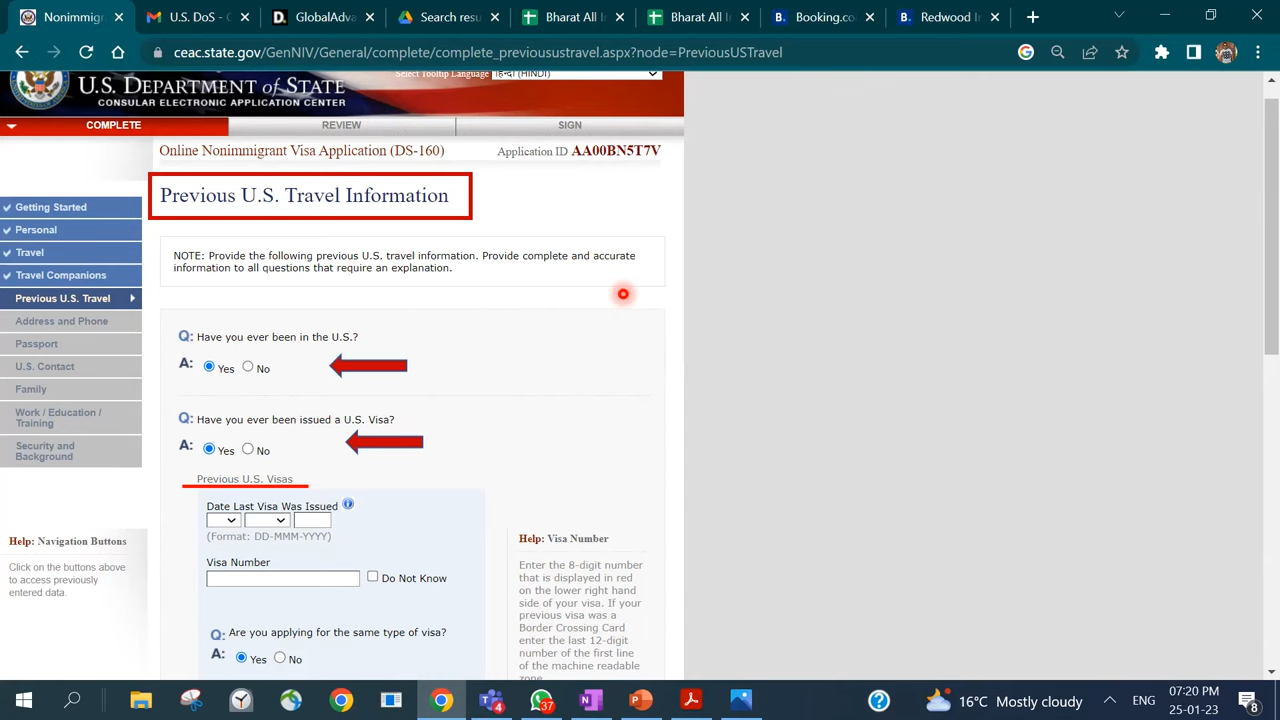 Nonimmig
U.S. DoS -
GlobalAdva
Search resu
Bharat All I
Bharat All I
Booking.co
Redwood In
ceac.state.gov/GenNIV/General/complete/complete_previousustravel.aspx?node=PreviousUSTravel
U.S. DEPARTMENT OF STATE
CONSULAR ELECTRONIC APPLICATION CENTER
Select Tooltip Language
हिन्दी (HINDI)
COMPLETE
REVIEW
SIGN
Online Nonimmigrant Visa Application (DS-160)
Application ID AA00BN5T7V
Previous U.S. Travel Information
NOTE: Provide the following previous U.S. travel information. Provide complete and accurate
information to all questions that require an explanation.
Getting Started
Personal
Travel
Travel Companions
Previous U.S. Travel
Address and Phone
Passport
U.S. Contact
Family
Work / Education /
Training
Security and
Background
Help: Navigation Buttons
Click on the buttons above
to access previously
entered data.
Q: Have you ever been in the U.S.?
A: Yes No
Q: Have you ever been issued a U.S. Visa?
A: Yes No
Previous U.S. Visas
Date Last Visa Was Issued
(Format: DD-MMM-YYYY)
Visa Number
Do Not Know
Q: Are you applying for the same type of visa?
A: Yes No
Help: Visa Number
Enter the 8-digit number
that is displayed in red
on the lower right hand
side of your visa. If your
previous visa was a
Border Crossing Card
enter the last 12-digit
number of the first line
of the machine readable
zone.
4
37
16°C Mostly cloudy
ENG
07:20 PM
25-01-23
8